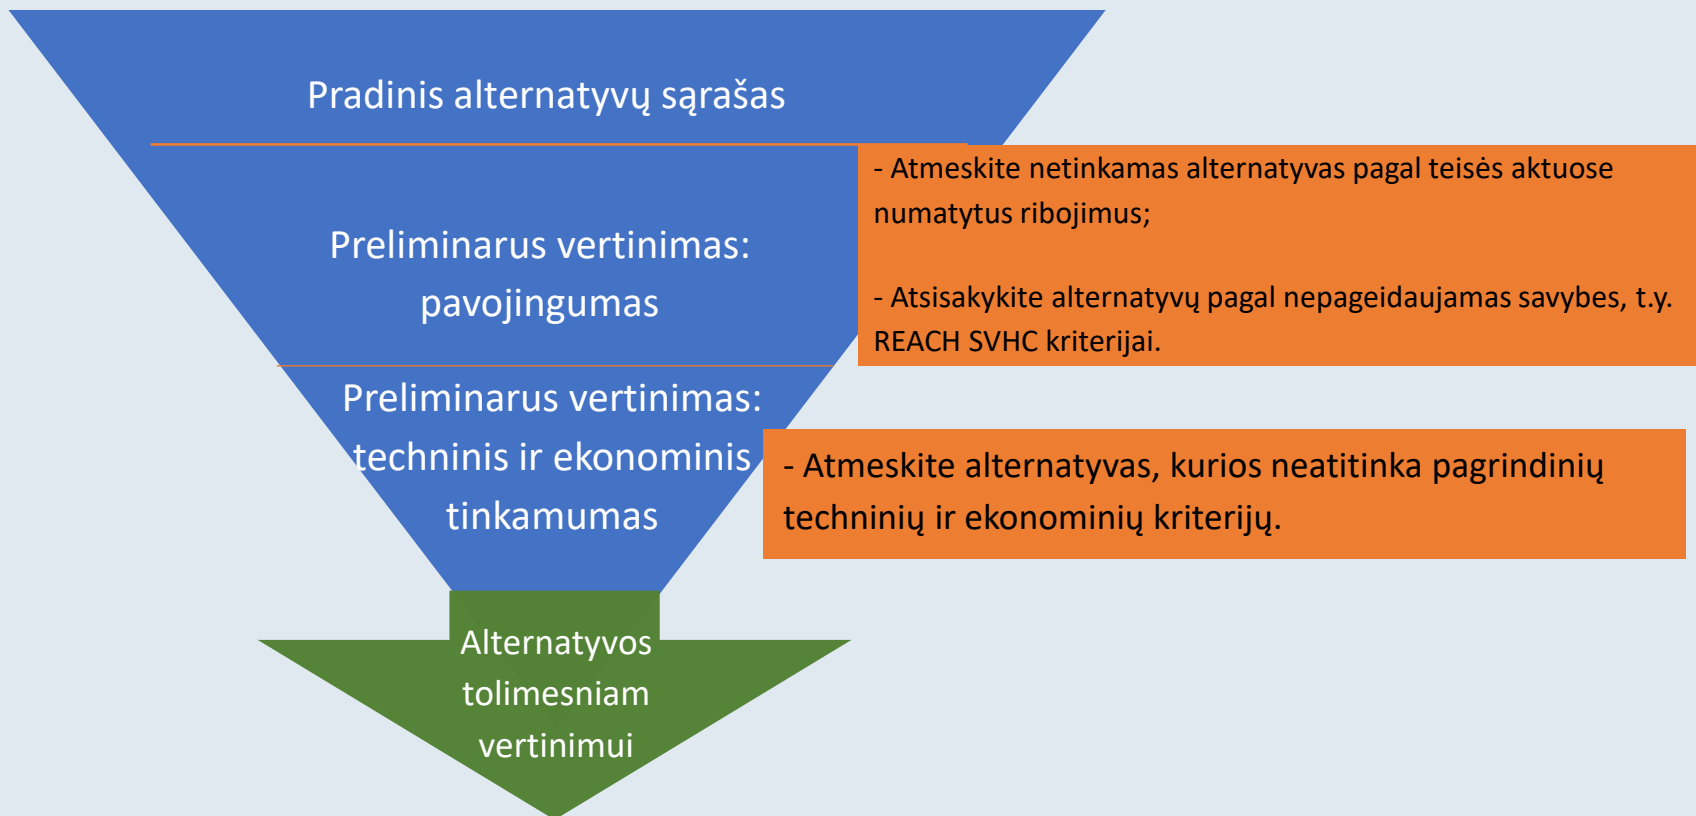 Pradinis alternatyvų sąrašas
Preliminarus vertinimas:
pavojingumas
- Atmeskite netinkamas alternatyvas pagal teisės aktuose
numatytus ribojimus;
- Atsisakykite alternatyvų pagal nepageidaujamas savybes, t.y.
REACH SVHC kriterijai.
Preliminarus vertinimas:
techninis ir ekonominis
tinkamumas
- Atmeskite alternatyvas, kurios neatitinka pagrindinių
techninių ir ekonominių kriterijų.
Alternatyvos
tolimesniam
vertinimui